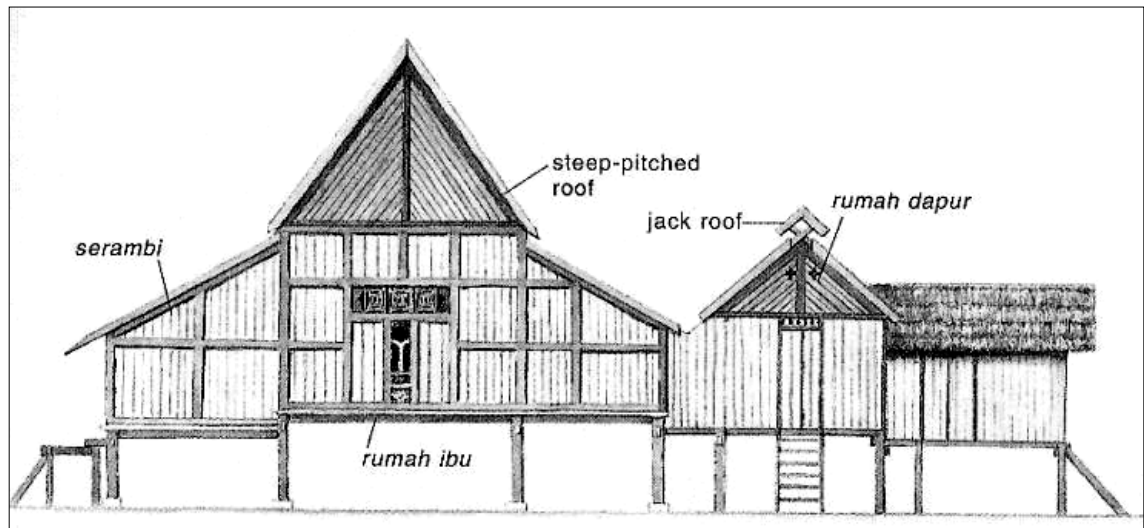 steep-pitched
roof
jack roof
rumah dapur
serambi
rumah ibu